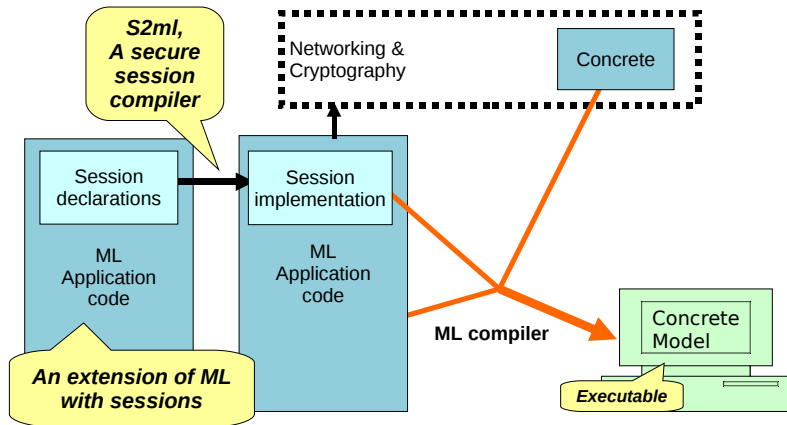 S2ml,
A secure
session
compiler
Networking &
Cryptography
Concrete
Session
declarations
Session
implementation
ML
Application
code
ML
Application
code
ML compiler
Concrete
Model
An extension of ML
with sessions
Executable